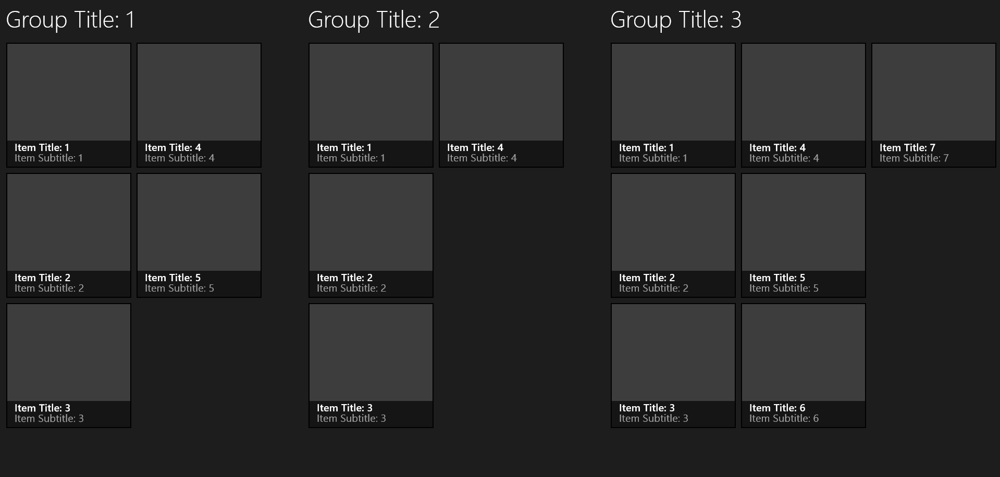 Group Title: 1
Item Title: 1
Item Subtitle: 1
Item Title: 2
Item Subtitle: 2
Item Title: 3
Item Subtitle: 3
Item Title: 4
Item Subtitle: 4
Item Title: 5
Item Subtitle: 5
Group Title: 2
Item Title: 1
Item Subtitle: 1
Item Title: 2
Item Subtitle: 2
Item Title: 3
Item Subtitle: 3
Item Title: 4
Item Subtitle: 4
Group Title: 3
Item Title: 1
Item Subtitle: 1
Item Title: 2
Item Subtitle: 2
Item Title: 3
Item Subtitle: 3
Item Title: 4
Item Subtitle: 4
Item Title: 5
Item Subtitle: 5
Item Title: 6
Item Subtitle: 6
Item Title: 7
Item Subtitle: 7